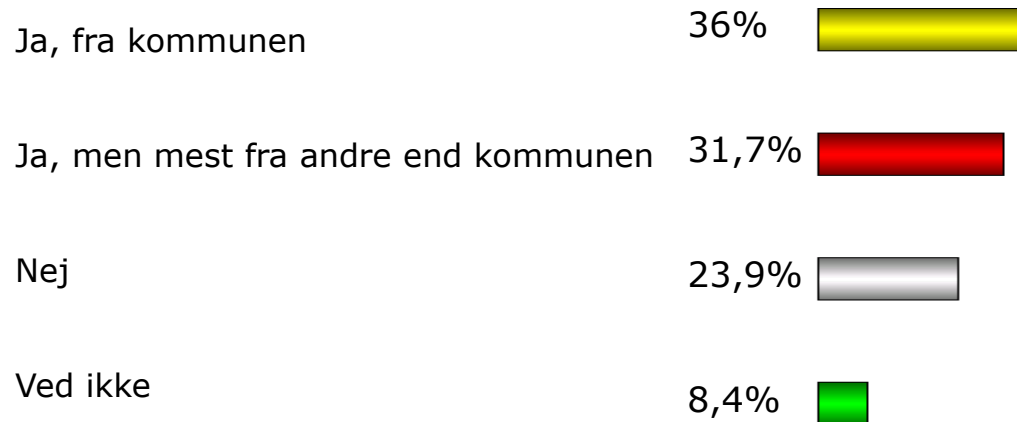 Ja, fra kommunen 36%
Ja, men mest fra andre end kommunen 31,7%
Nej 23,9%
Ved ikke 8,4%